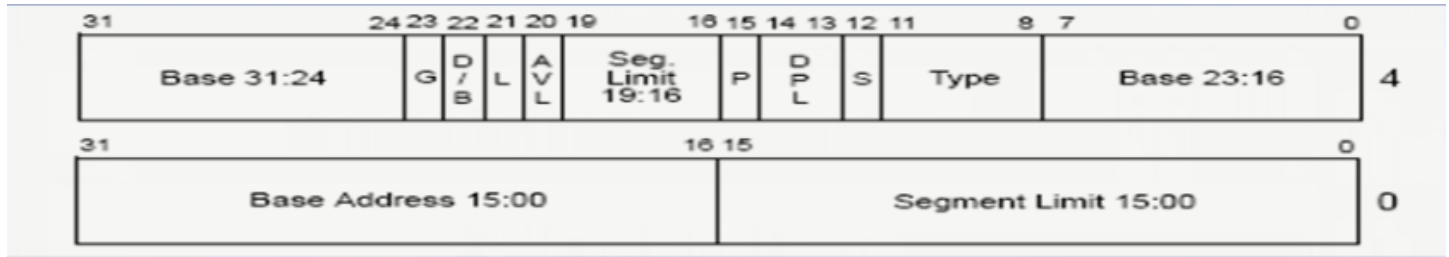 31 24 23 22 21 20 19 16 15 14 13 12 11 8 7 0
Base 31:24 G D/B L AVL Seg. Limit 19:16 P DPL S Type Base 23:16 4
31 16 15 0
Base Address 15:00 Segment Limit 15:00 0